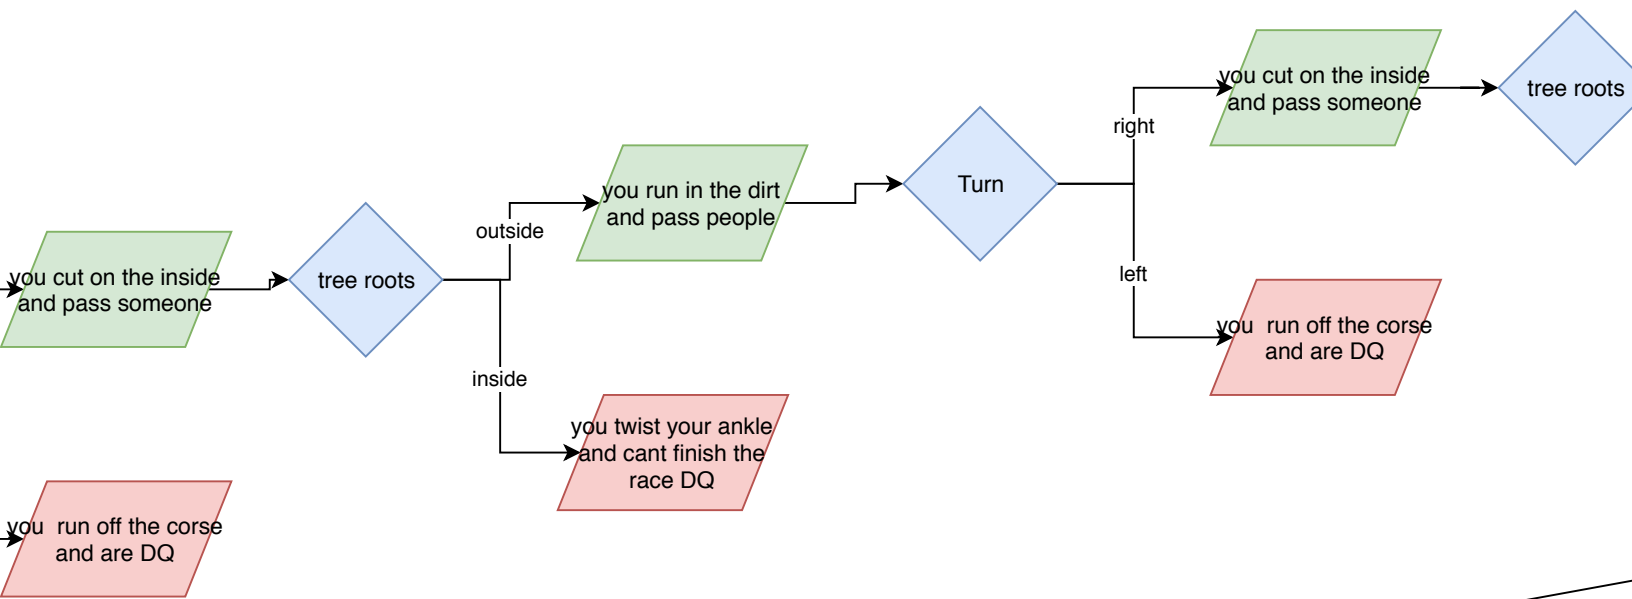 you cut on the inside
and pass someone
tree roots
outside
you run in the dirt
and pass people
inside
you twist your ankle
and cant finish the
race DQ
you  run off the corse
and are DQ
Turn
right
you cut on the inside
and pass someone
tree roots
left
you  run off the corse
and are DQ